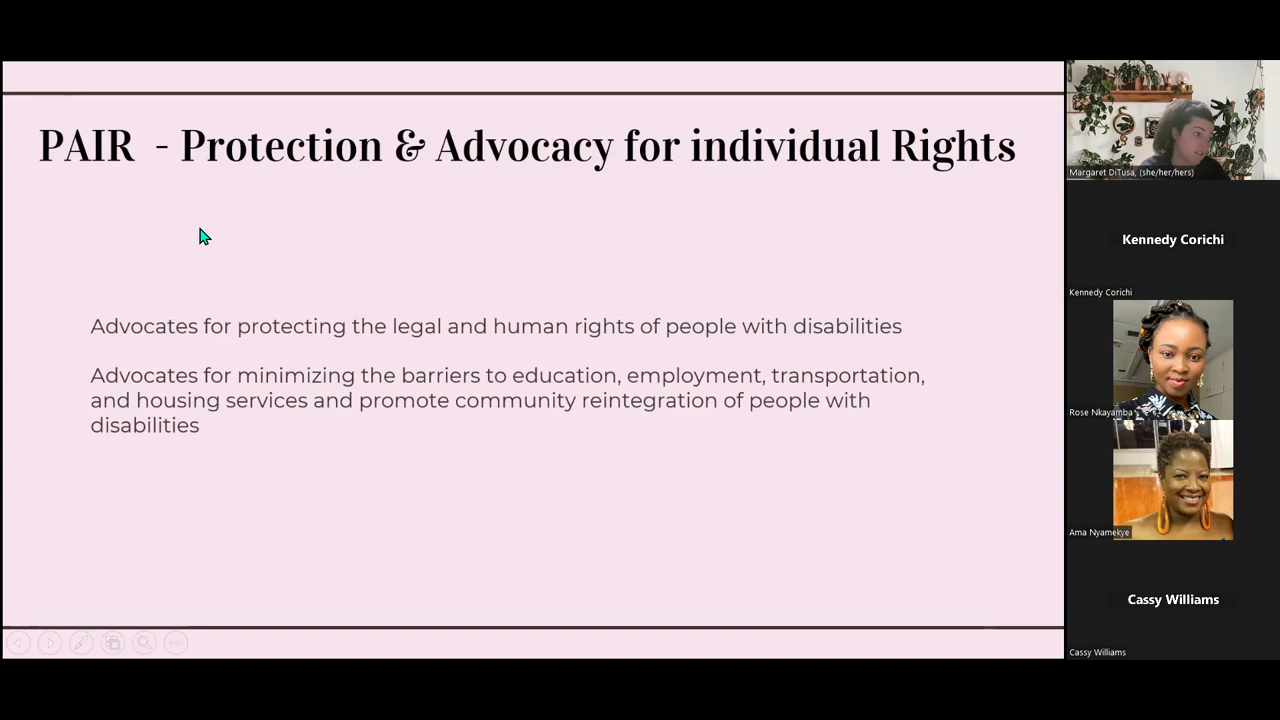 PAIR - Protection & Advocacy for individual Rights
Advocates for protecting the legal and human rights of people with disabilities
Advocates for minimizing the barriers to education, employment, transportation,
and housing services and promote community reintegration of people with
disabilities
Margaret DiTusa, (she/her/hers)
Kennedy Corichi
Kennedy Corichi
Rose Nkayamba
Ama Nyamekye
Cassy Williams
Cassy Williams